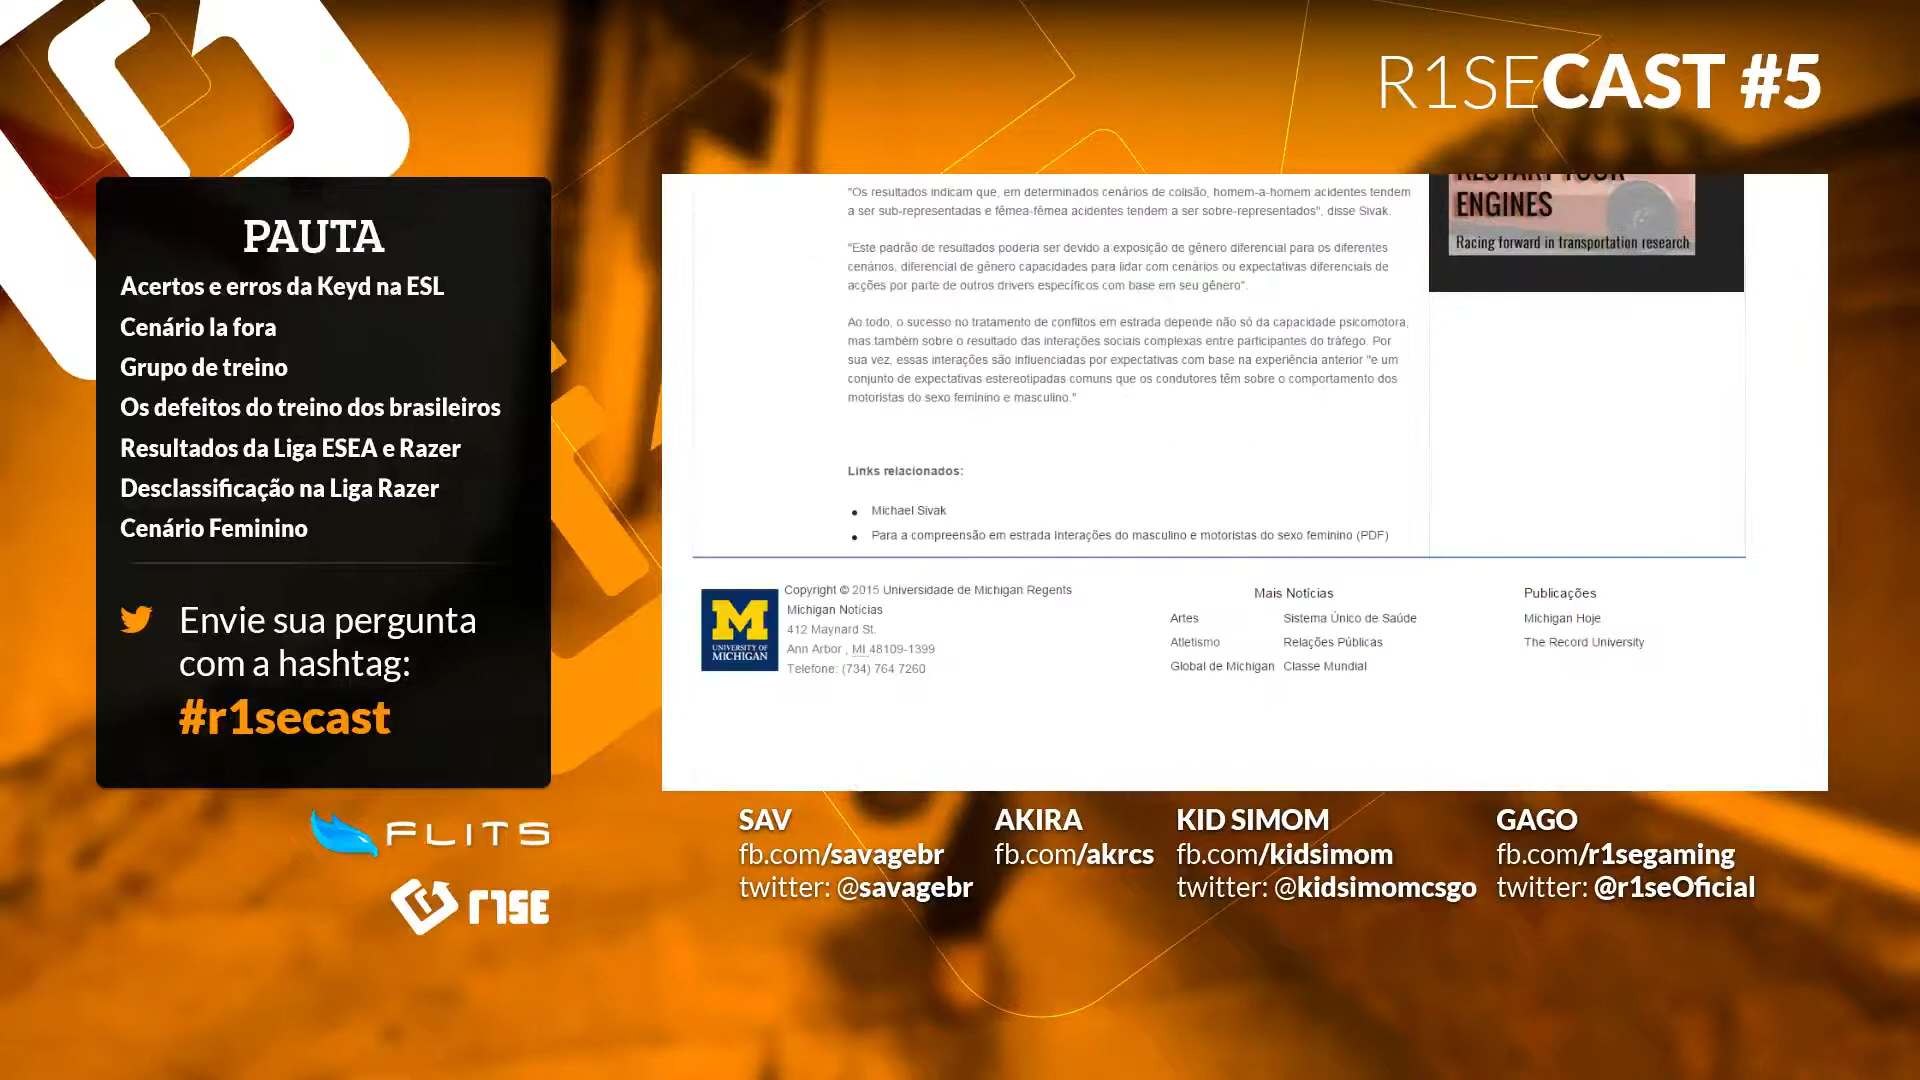 R1SECAST #5
PAUTA
Acertos e erros da Keyd na ESL
Cenário la fora
Grupo de treino
Os defeitos do treino dos brasileiros
Resultados da Liga ESEA e Razer
Desclassificação na Liga Razer
Cenário Feminino
Envie sua pergunta
com a hashtag:
#r1secast
FLITS
r1se
"Os resultados indicam que, em determinados cenários de colisão, homem-a-homem acidentes tendem
a ser sub-representadas e fêmea-fêmea acidentes tendem a ser sobre-representados", disse Sivak.
"Este padrão de resultados poderia ser devido a exposição de gênero diferencial para os diferentes
cenários, diferencial de gênero capacidades para lidar com cenários ou expectativas diferenciais de
acções por parte de outros drivers específicos com base em seu gênero".
Ao todo, o sucesso no tratamento de conflitos em estrada depende não só da capacidade psicomotora,
mas também sobre o resultado das interações sociais complexas entre participantes do tráfego. Por
sua vez, essas interações são influenciadas por expectativas com base na experiência anterior "e um
conjunto de expectativas estereotipadas comuns que os condutores têm sobre o comportamento dos
motoristas do sexo feminino e masculino."
Links relacionados:
Michael Sivak
Para a compreensão em estrada Interações do masculino e motoristas do sexo feminino (PDF)
RESTART YOUR
ENGINES
Racing forward in transportation research
M
UNIVERSITY OF
MICHIGAN
Copyright © 2015 Universidade de Michigan Regents
Michigan Notícias
412 Maynard St.
Ann Arbor , MI 48109-1399
Telefone: (734) 764 7260
Mais Notícias
Artes
Sistema Único de Saúde
Atletismo
Relações Públicas
Global de Michigan
Classe Mundial
Publicações
Michigan Hoje
The Record University
SAV
fb.com/savagebr
twitter: @savagebr
AKIRA
fb.com/akrcs
KID SIMOM
fb.com/kidsimom
twitter: @kidsimomcsgo
GAGO
fb.com/r1segaming
twitter: @r1seOficial